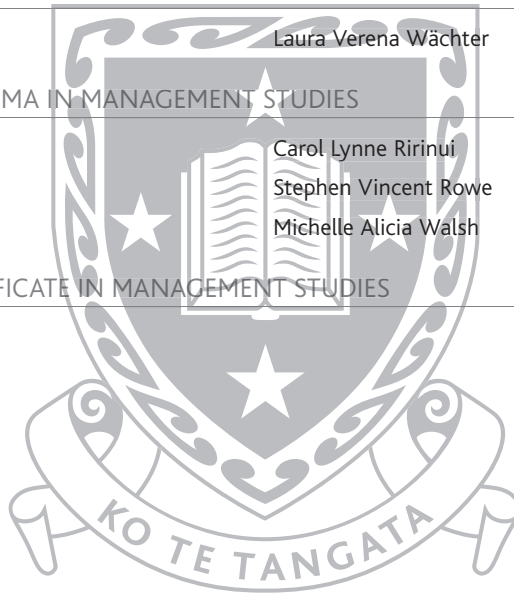 Laura Verena Wächter
MA IN MANAGEMENT STUDIES
Carol Lynne Ririnui
Stephen Vincent Rowe
Michelle Alicia Walsh
FICATE IN MANAGEMENT STUDIES
KO TE TANGATA